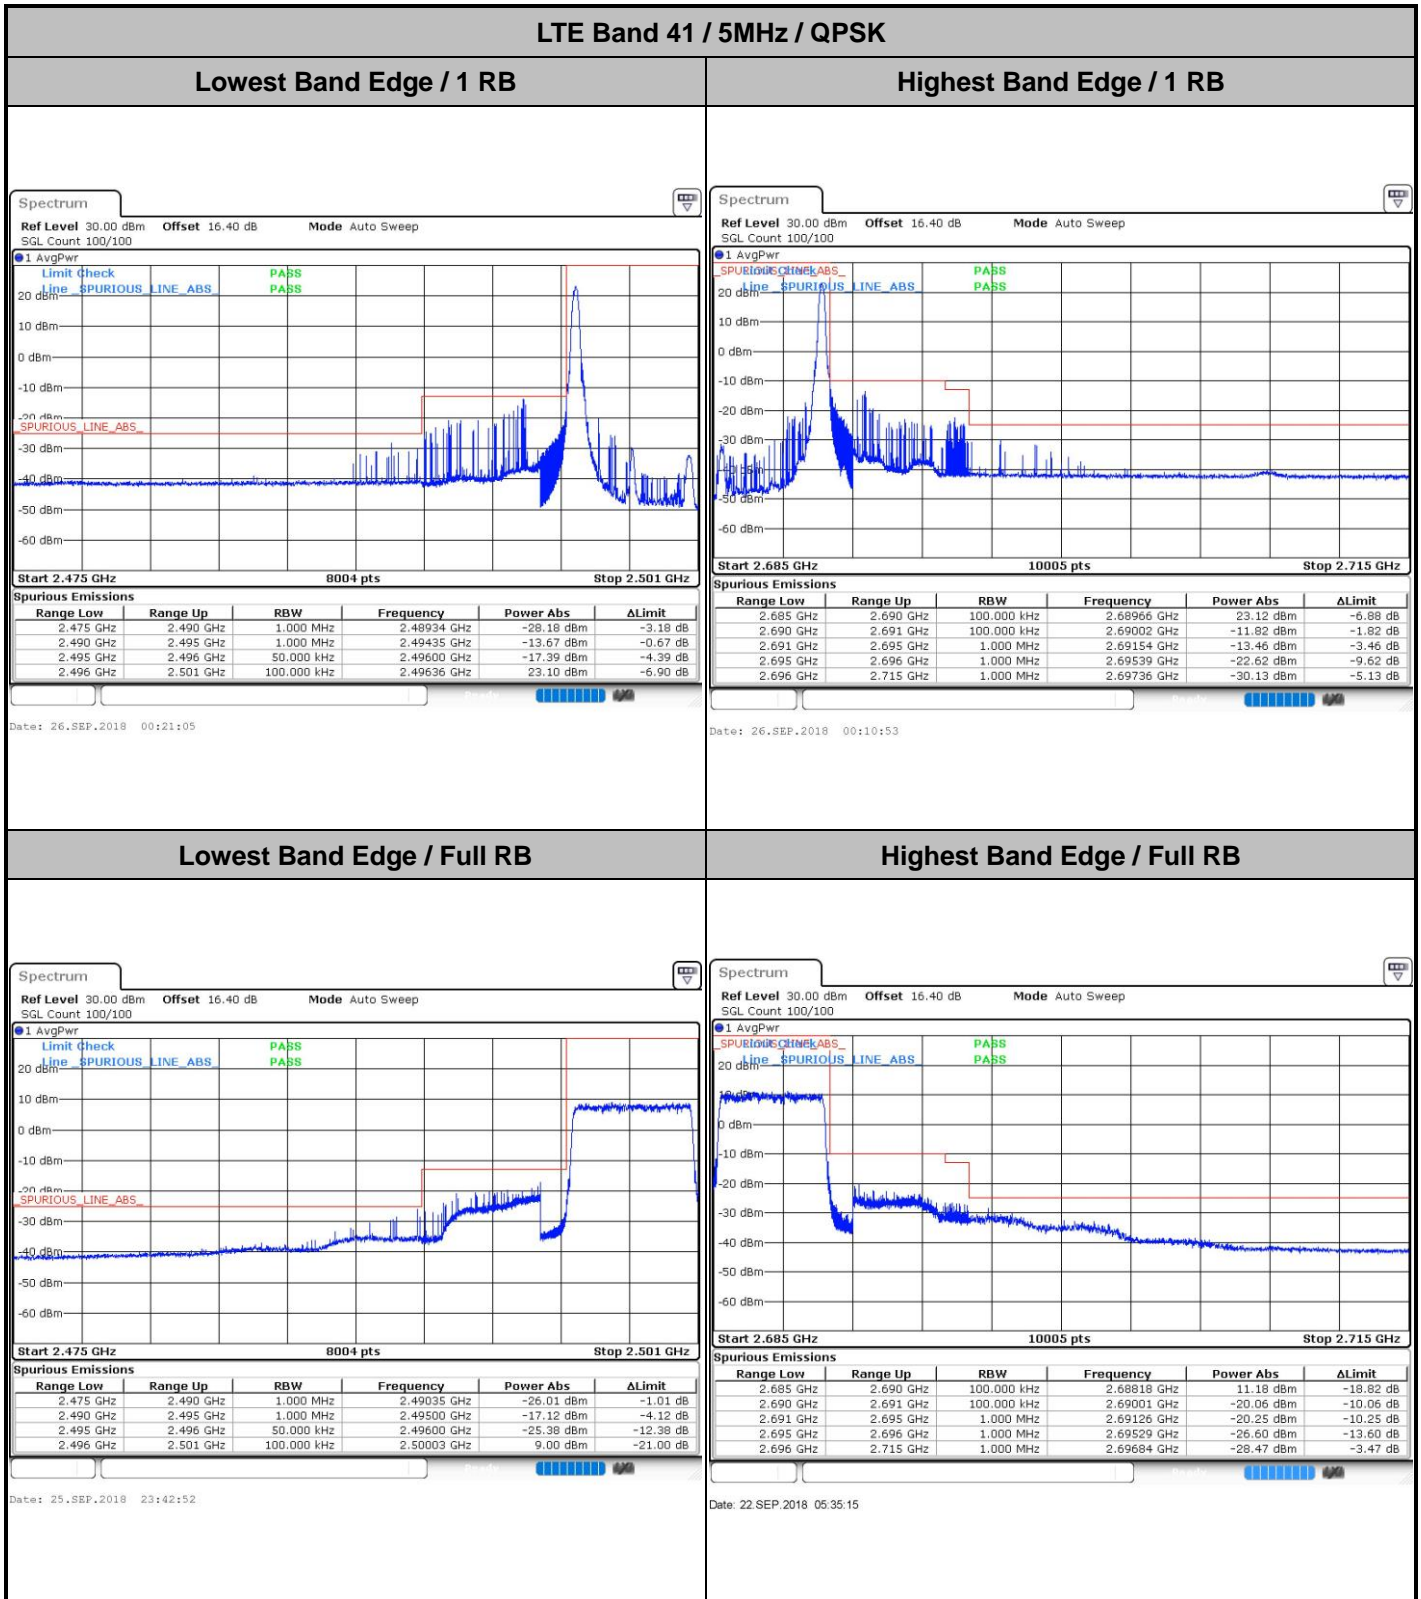 LTE Band 41 / 5MHz / QPSK
Lowest Band Edge / 1 RB
Highest Band Edge / 1 RB
Spectrum
Ref Level 30.00 dBm Offset 16.40 dB Mode Auto Sweep
SGL Count 100/100
1 AvgPwr
Limit Check PASS
Line _SPURIOUS_LINE_ABS_ PASS
20 dBm
10 dBm
0 dBm
-10 dBm
-20 dBm
_SPURIOUS_LINE_ABS_
-30 dBm
-40 dBm
-50 dBm
-60 dBm
Start 2.475 GHz 8004 pts Stop 2.501 GHz
Spurious Emissions
Range Low Range Up RBW Frequency Power Abs ΔLimit
2.475 GHz 2.490 GHz 1.000 MHz 2.48934 GHz -28.18 dBm -3.18 dB
2.490 GHz 2.495 GHz 1.000 MHz 2.49435 GHz -13.67 dBm -0.67 dB
2.495 GHz 2.496 GHz 50.000 kHz 2.49600 GHz -17.39 dBm -4.39 dB
2.496 GHz 2.501 GHz 100.000 kHz 2.49636 GHz 23.10 dBm -6.90 dB
Ready
Date: 26.SEP.2018 00:21:05
Spectrum
Ref Level 30.00 dBm Offset 16.40 dB Mode Auto Sweep
SGL Count 100/100
1 AvgPwr
_SPURIOUS_LINE_ABS_
Limit Check PASS
Line _SPURIOUS_LINE_ABS_ PASS
20 dBm
10 dBm
0 dBm
-10 dBm
-20 dBm
-30 dBm
-40 dBm
-50 dBm
-60 dBm
Start 2.685 GHz 10005 pts Stop 2.715 GHz
Spurious Emissions
Range Low Range Up RBW Frequency Power Abs ΔLimit
2.685 GHz 2.690 GHz 100.000 kHz 2.68966 GHz 23.12 dBm -6.88 dB
2.690 GHz 2.691 GHz 100.000 kHz 2.69002 GHz -11.82 dBm -1.82 dB
2.691 GHz 2.695 GHz 1.000 MHz 2.69154 GHz -13.46 dBm -3.46 dB
2.695 GHz 2.696 GHz 1.000 MHz 2.69539 GHz -22.62 dBm -9.62 dB
2.696 GHz 2.715 GHz 1.000 MHz 2.69736 GHz -30.13 dBm -5.13 dB
Ready
Date: 26.SEP.2018 00:10:53
Lowest Band Edge / Full RB
Highest Band Edge / Full RB
Spectrum
Ref Level 30.00 dBm Offset 16.40 dB Mode Auto Sweep
SGL Count 100/100
1 AvgPwr
Limit Check PASS
Line _SPURIOUS_LINE_ABS_ PASS
20 dBm
10 dBm
0 dBm
-10 dBm
-20 dBm
_SPURIOUS_LINE_ABS_
-30 dBm
-40 dBm
-50 dBm
-60 dBm
Start 2.475 GHz 8004 pts Stop 2.501 GHz
Spurious Emissions
Range Low Range Up RBW Frequency Power Abs ΔLimit
2.475 GHz 2.490 GHz 1.000 MHz 2.49035 GHz -26.01 dBm -1.01 dB
2.490 GHz 2.495 GHz 1.000 MHz 2.49500 GHz -17.12 dBm -4.12 dB
2.495 GHz 2.496 GHz 50.000 kHz 2.49600 GHz -25.38 dBm -12.38 dB
2.496 GHz 2.501 GHz 100.000 kHz 2.50003 GHz 9.00 dBm -21.00 dB
Ready
Date: 25.SEP.2018 23:42:52
Spectrum
Ref Level 30.00 dBm Offset 16.40 dB Mode Auto Sweep
SGL Count 100/100
1 AvgPwr
_SPURIOUS_LINE_ABS_
Limit Check PASS
Line _SPURIOUS_LINE_ABS_ PASS
20 dBm
10 dBm
0 dBm
-10 dBm
-20 dBm
-30 dBm
-40 dBm
-50 dBm
-60 dBm
Start 2.685 GHz 10005 pts Stop 2.715 GHz
Spurious Emissions
Range Low Range Up RBW Frequency Power Abs ΔLimit
2.685 GHz 2.690 GHz 100.000 kHz 2.68818 GHz 11.18 dBm -18.82 dB
2.690 GHz 2.691 GHz 100.000 kHz 2.69001 GHz -20.06 dBm -10.06 dB
2.691 GHz 2.695 GHz 1.000 MHz 2.69126 GHz -20.25 dBm -10.25 dB
2.695 GHz 2.696 GHz 1.000 MHz 2.69529 GHz -26.60 dBm -13.60 dB
2.696 GHz 2.715 GHz 1.000 MHz 2.69684 GHz -28.47 dBm -3.47 dB
Ready
Date: 22.SEP.2018 05:35:15